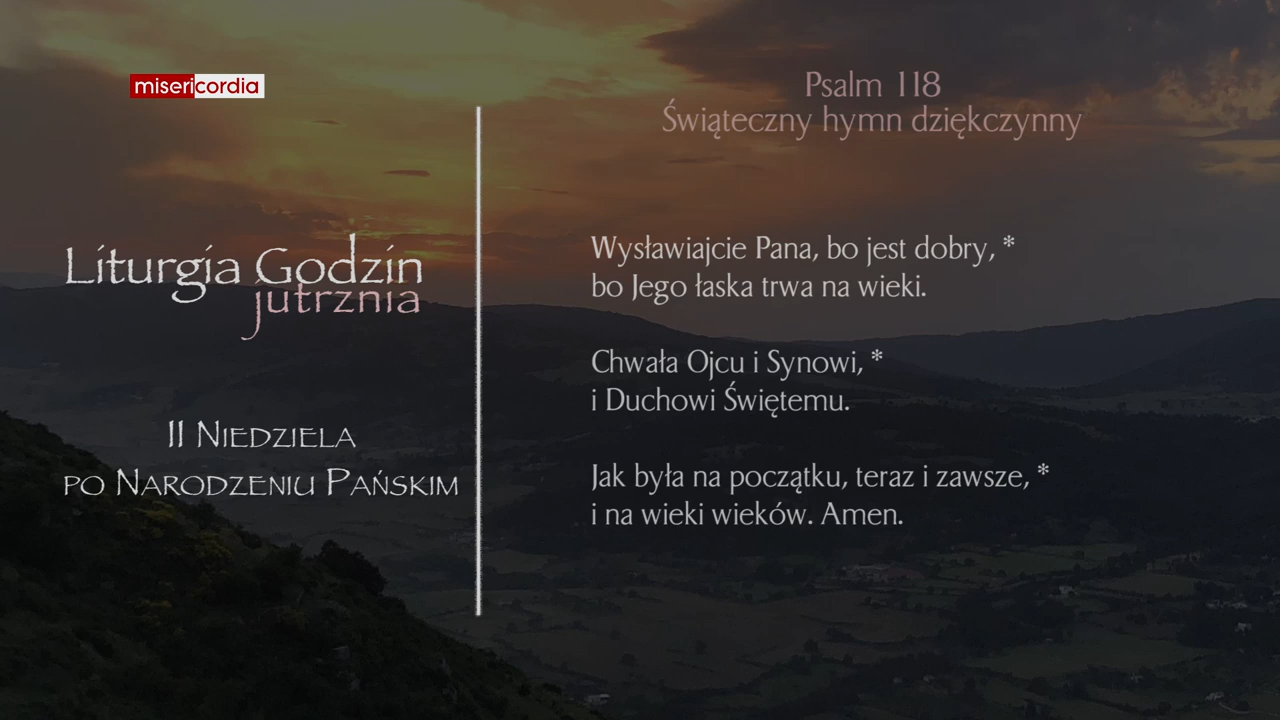 misericordia
Liturgia Godzin
jutrznia
II Niedziela
po Narodzeniu Pańskim
Psalm 118
Świąteczny hymn dziękczynny
Wysławiajcie Pana, bo jest dobry, *
bo Jego łaska trwa na wieki.
Chwała Ojcu i Synowi, *
i Duchowi Świętemu.
Jak była na początku, teraz i zawsze, *
i na wieki wieków. Amen.